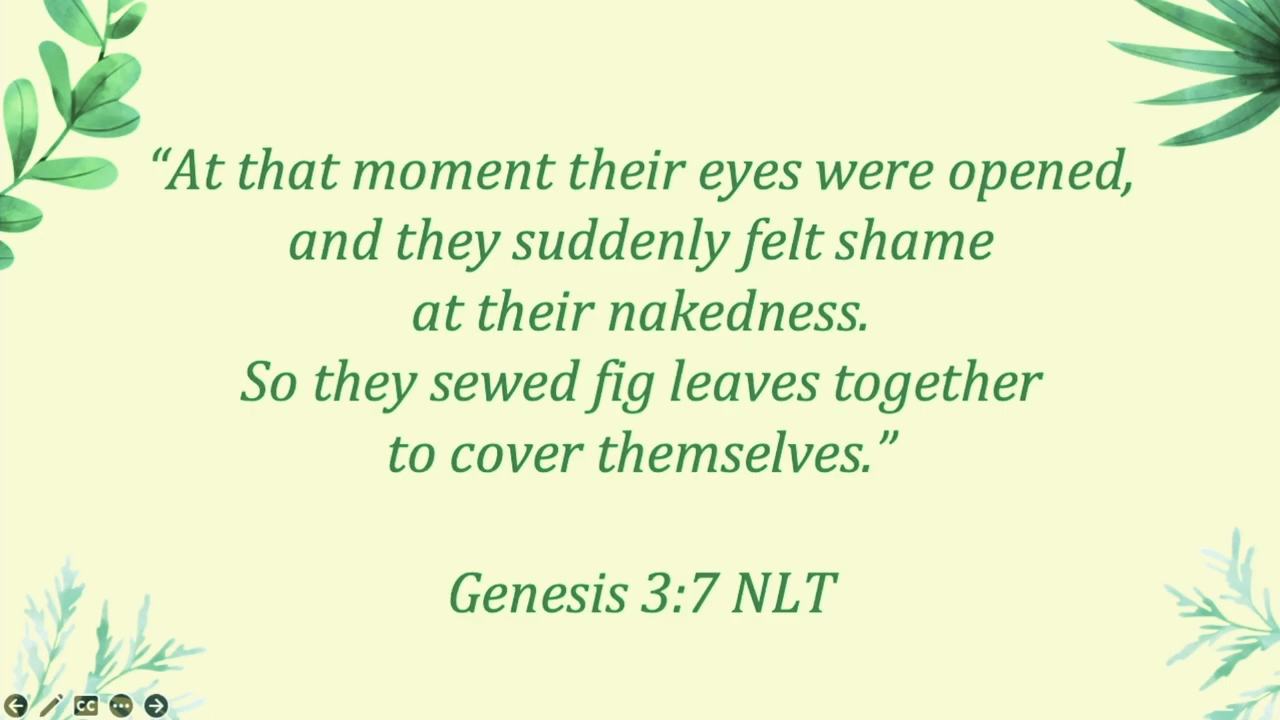 “At that moment their eyes were opened,
and they suddenly felt shame
at their nakedness.
So they sewed fig leaves together
to cover themselves.”
Genesis 3:7 NLT
CC